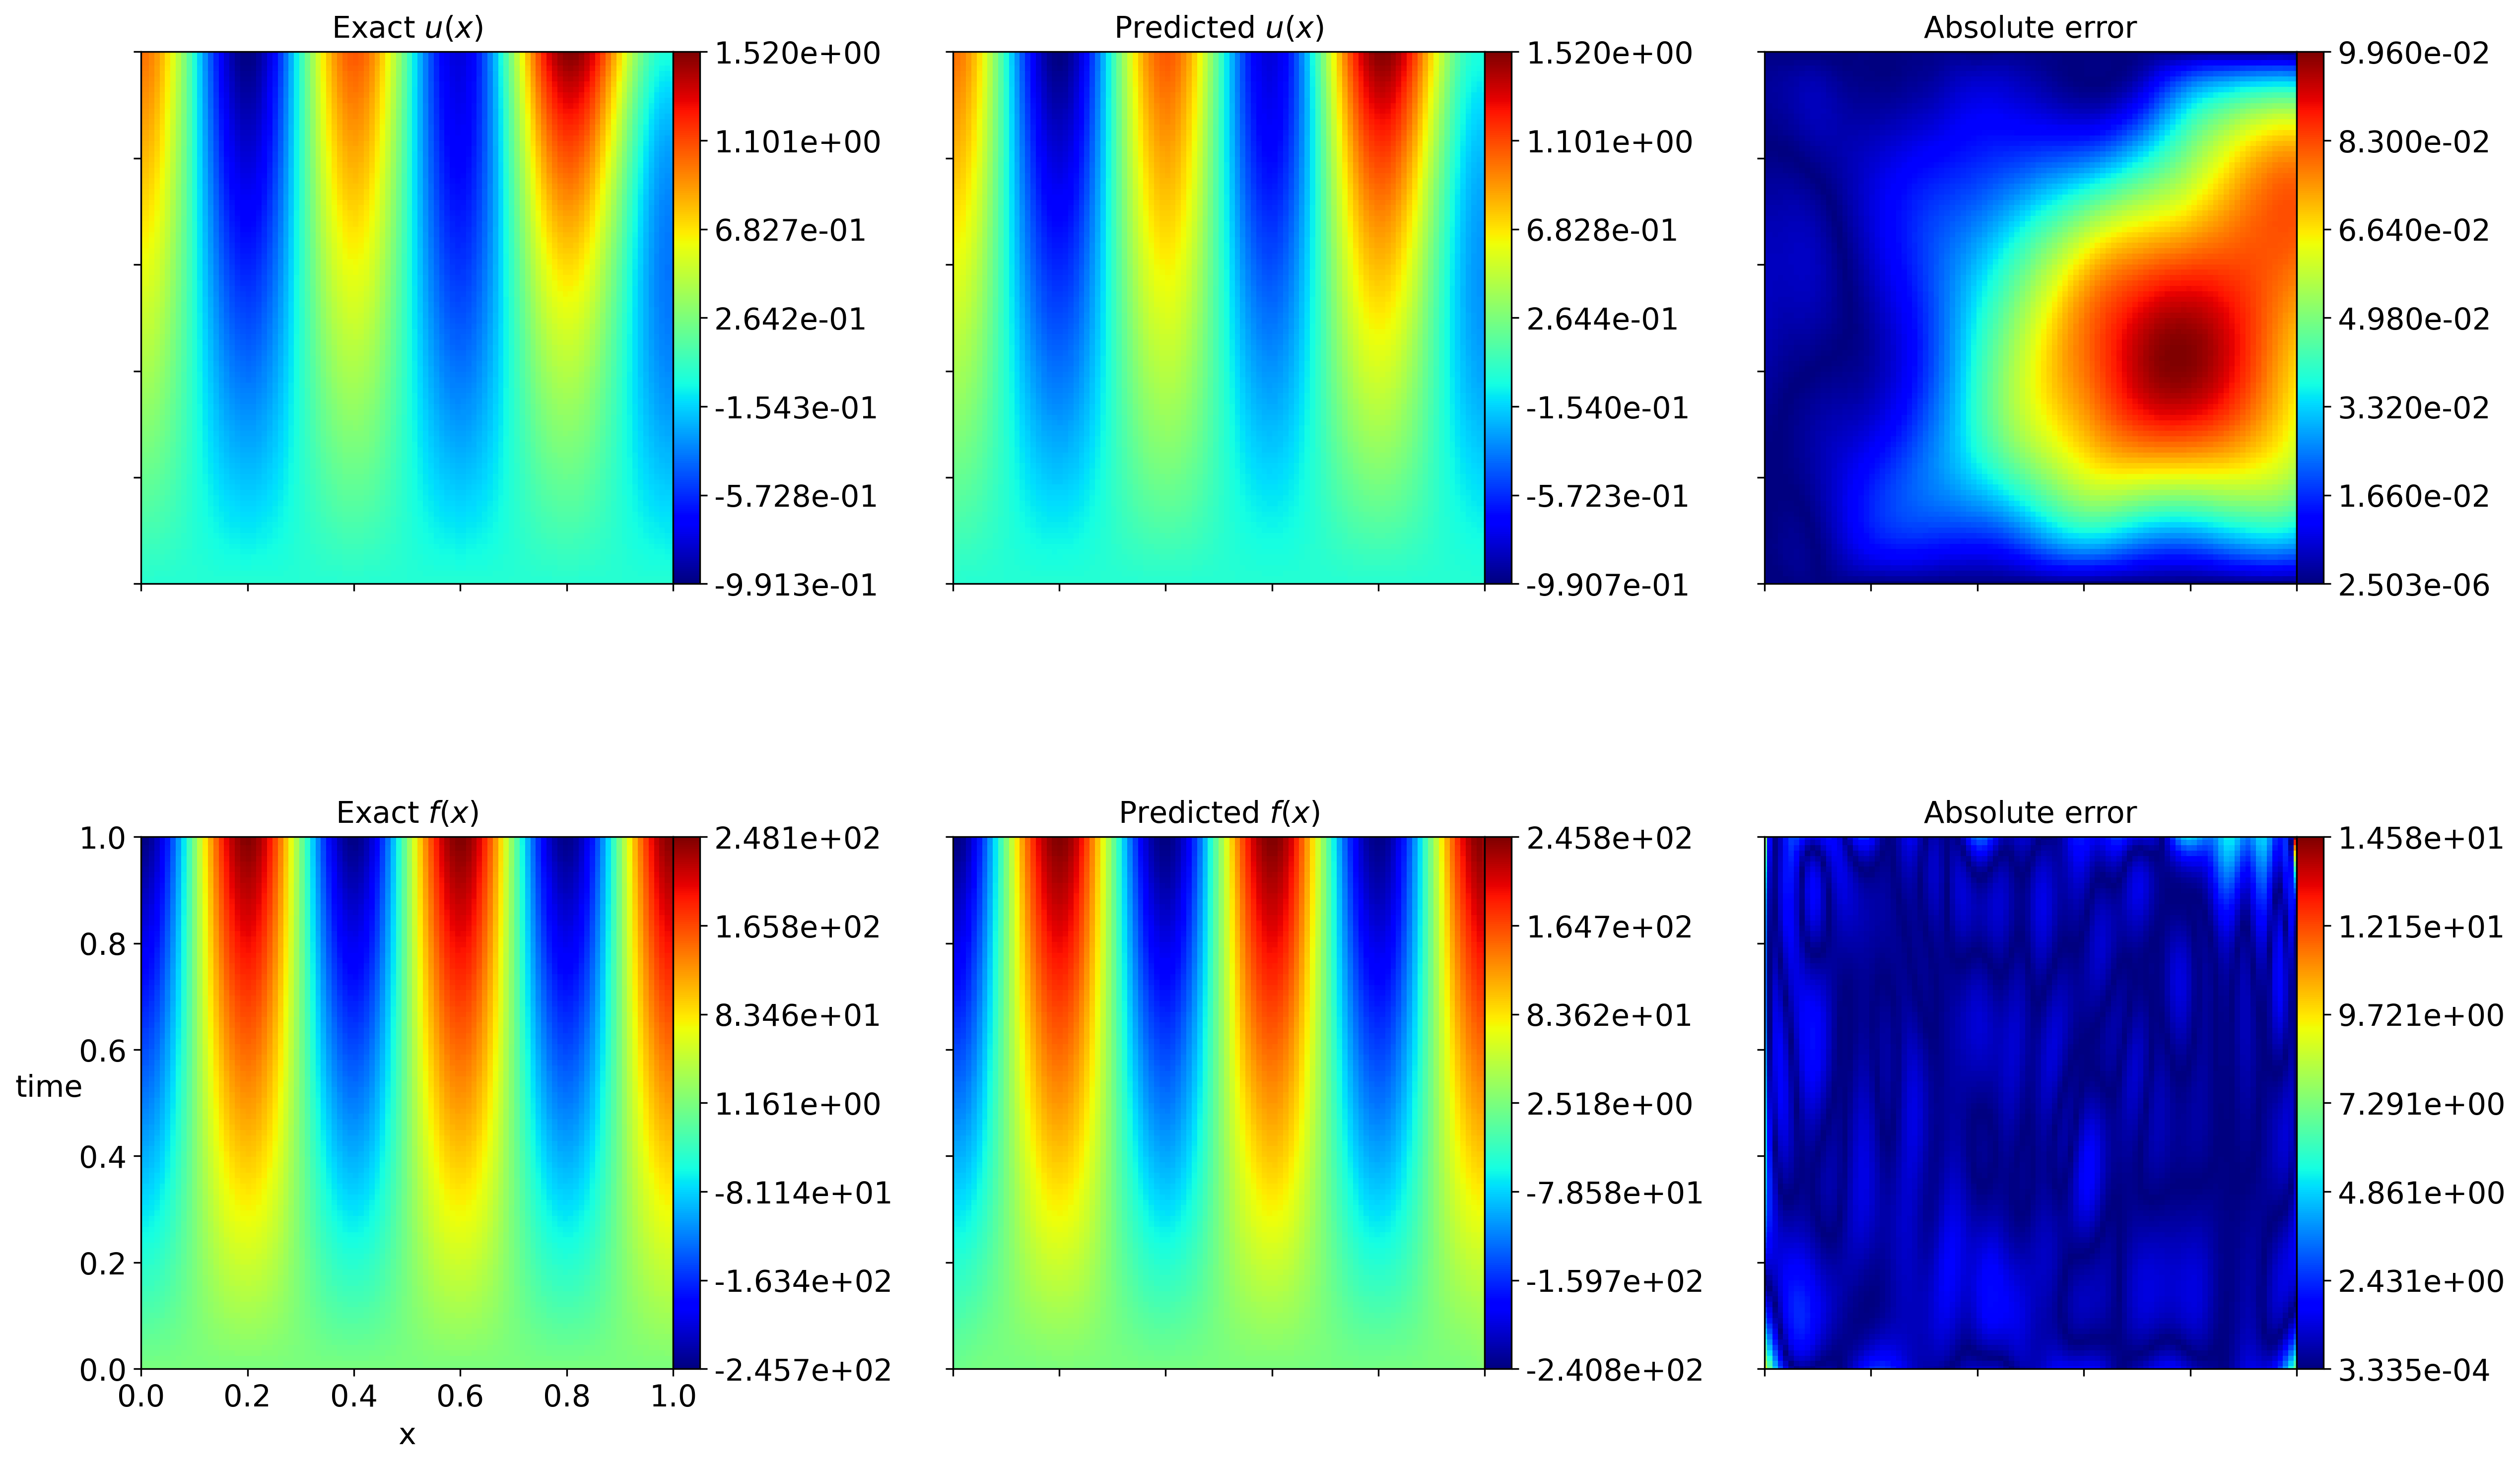 Exact u(x)
1.520e+00
1.101e+00
6.827e-01
2.642e-01
-1.543e-01
-5.728e-01
-9.913e-01
Predicted u(x)
1.520e+00
1.101e+00
6.828e-01
2.644e-01
-1.540e-01
-5.723e-01
-9.907e-01
Absolute error
9.960e-02
8.300e-02
6.640e-02
4.980e-02
3.320e-02
1.660e-02
2.503e-06
Exact f(x)
1.0
0.8
0.6
time
0.4
0.2
0.0
0.0 0.2 0.4 0.6 0.8 1.0
x
2.481e+02
1.658e+02
8.346e+01
1.161e+00
-8.114e+01
-1.634e+02
-2.457e+02
Predicted f(x)
2.458e+02
1.647e+02
8.362e+01
2.518e+00
-7.858e+01
-1.597e+02
-2.408e+02
Absolute error
1.458e+01
1.215e+01
9.721e+00
7.291e+00
4.861e+00
2.431e+00
3.335e-04